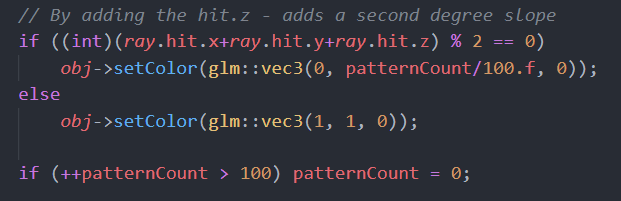 // By adding the hit.z - adds a second degree slope
if ((int)(ray.hit.x+ray.hit.y+ray.hit.z) % 2 == 0)
    obj->setColor(glm::vec3(0, patternCount/100.f, 0));
else
    obj->setColor(glm::vec3(1, 1, 0));
if (++patternCount > 100) patternCount = 0;